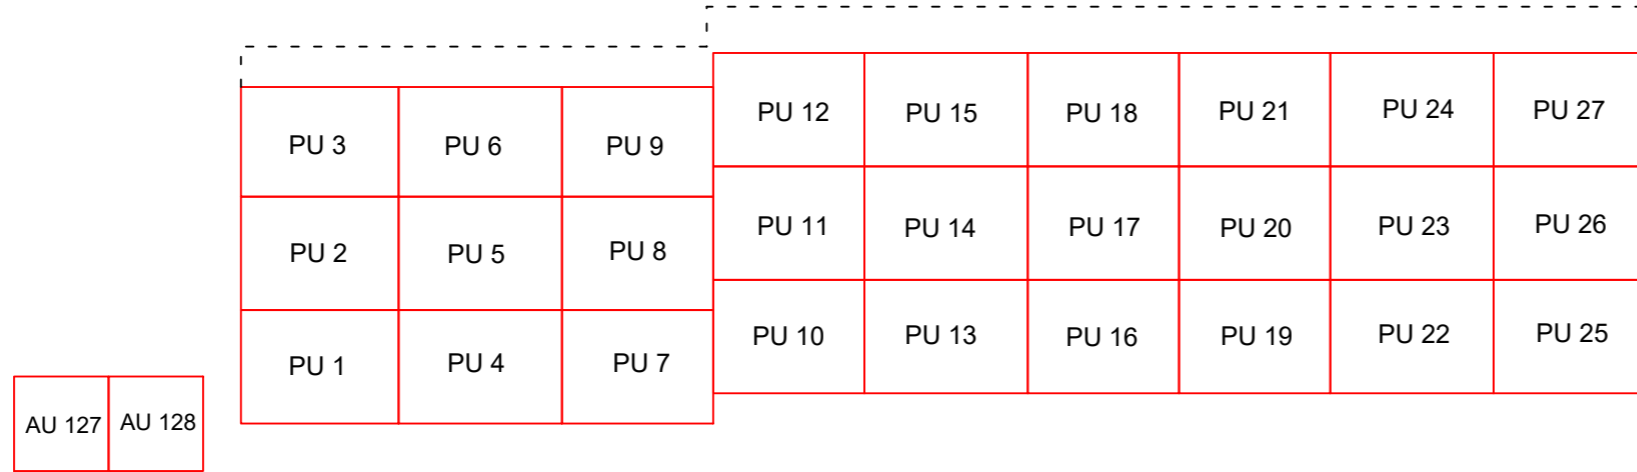 PU 12 PU 15 PU 18 PU 21 PU 24 PU 27
PU 3 PU 6 PU 9
PU 11 PU 14 PU 17 PU 20 PU 23 PU 26
PU 2 PU 5 PU 8
PU 10 PU 13 PU 16 PU 19 PU 22 PU 25
PU 1 PU 4 PU 7
AU 127 AU 128